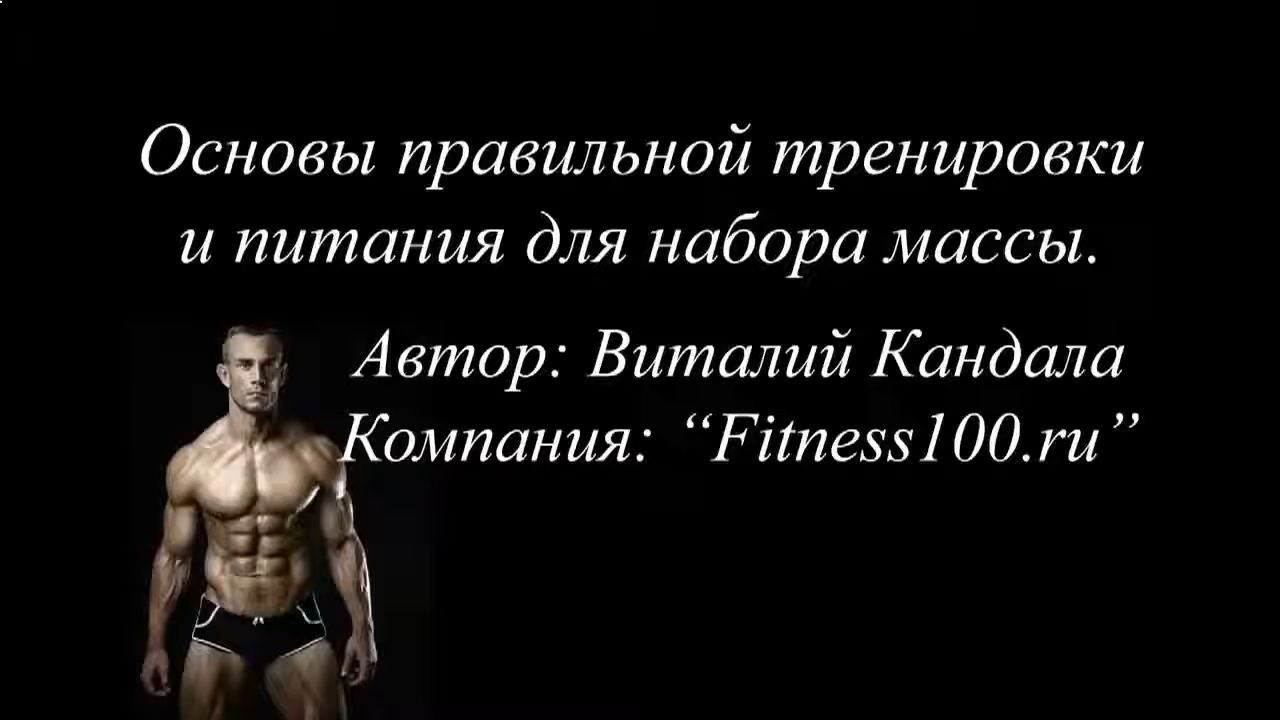 Основы правильной тренировки
и питания для набора массы.
Автор: Виталий Кандала
Компания: “Fitness100.ru”